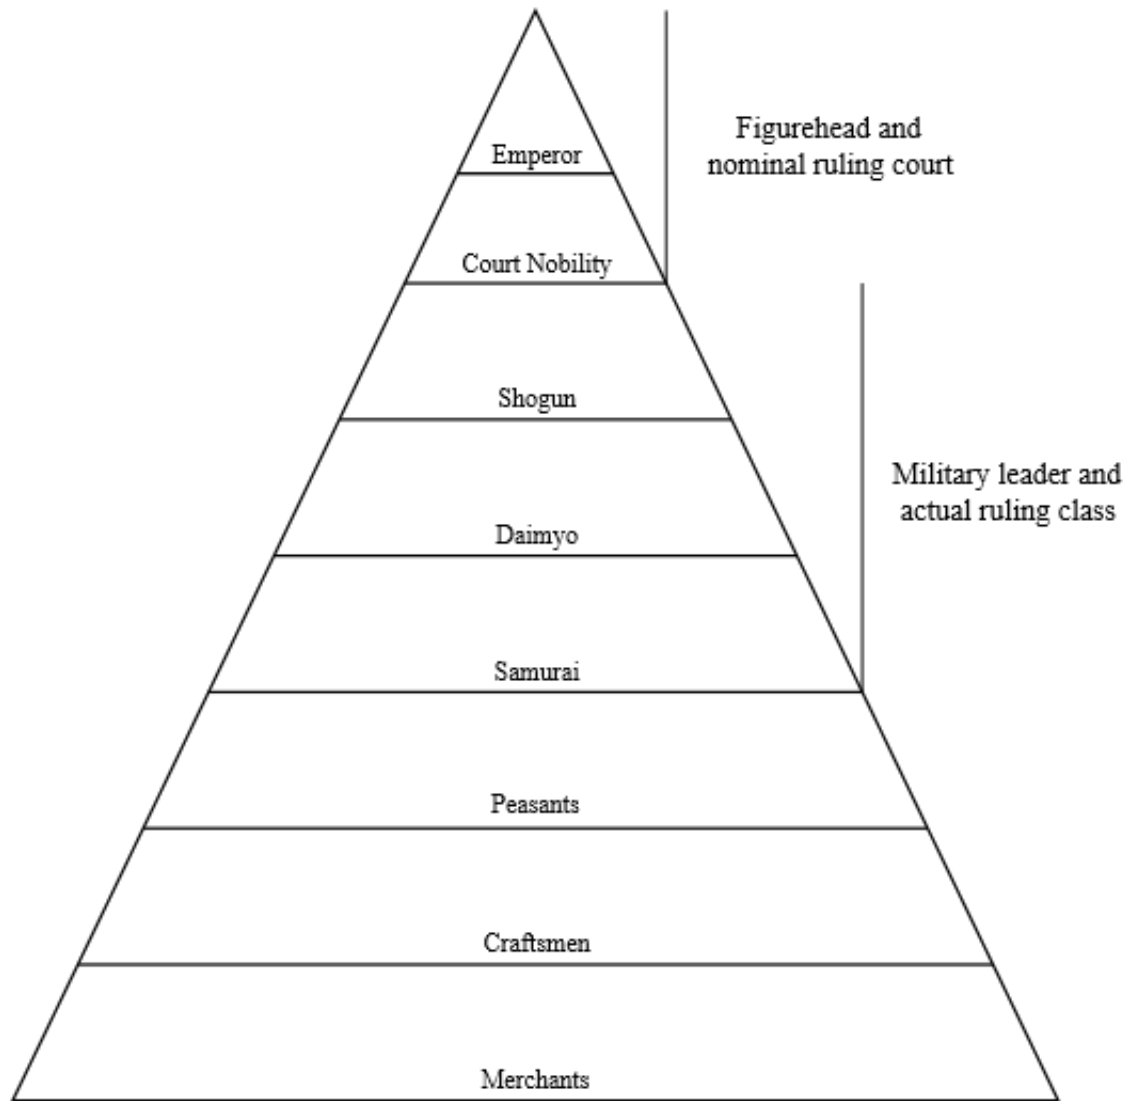 Figurehead and
nominal ruling court
Emperor
Court Nobility
Shogun
Military leader and
actual ruling class
Daimyo
Samurai
Peasants
Craftsmen
Merchants